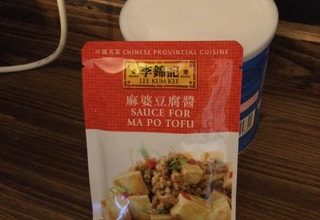 中國名菜 CHINESE PROVINCIAL CUISINE
李錦記
LEE KUM KEE
麻婆豆腐醬
SAUCE FOR
MA PO TOFU